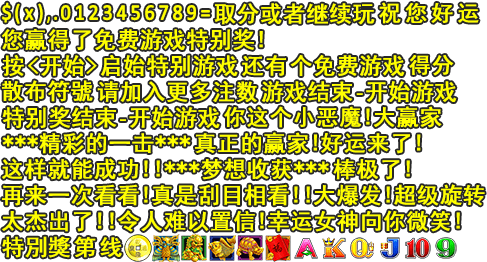 $(x),.0123456789=取分或者继续玩祝您好运
您赢得了免费游戏特别奖!
按<开始>启始特别游戏还有个免费游戏得分
散布符號请加入更多注数游戏结束-开始游戏
特别奖结束-开始游戏你这个小恶魔!大赢家
***精彩的一击***真正的赢家!好运来了!
这样就能成功!!***梦想收获***棒极了!
再来一次看看!真是刮目相看!!大爆发!超级旋转
太杰出了!!令人难以置信!幸运女神向你微笑!
特別獎第线 A K Q J 10 9